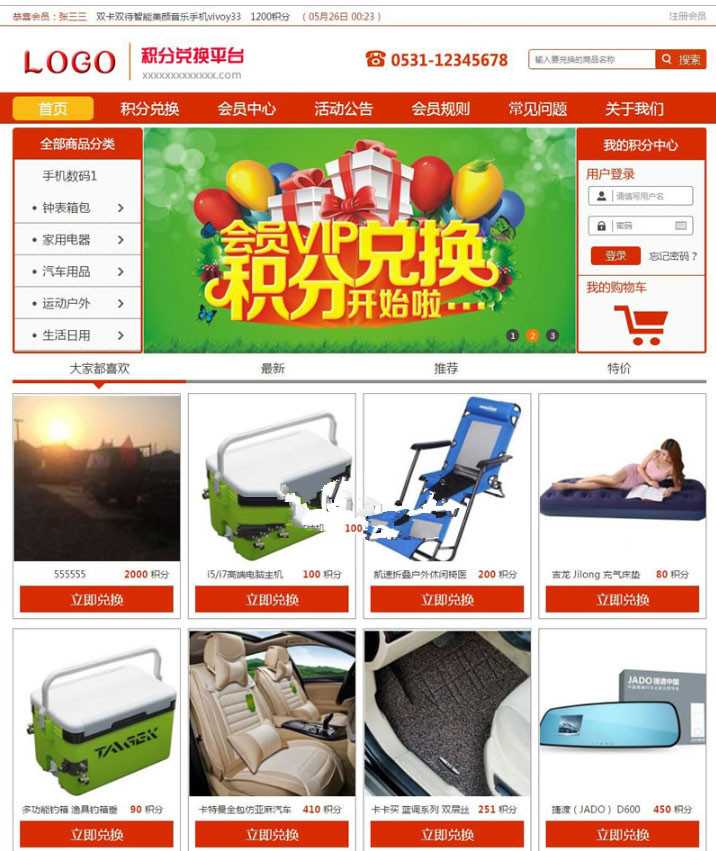 恭喜会员：张三三 双卡双待智能美颜音乐手机vivoy33 1200积分 （05月26日 00:23）
注册会员
LOGO
积分兑换平台
xxxxxxxxxxxxx.com
0531-12345678
输入要兑换的商品名称
搜索
首页 积分兑换 会员中心 活动公告 会员规则 常见问题 关于我们
全部商品分类
手机数码1
• 钟表箱包
• 家用电器
• 汽车用品
• 运动户外
• 生活日用
会员VIP兑换
积分开始啦...
1 2 3
我的积分中心
用户登录
请填写用户名
密码
登录 忘记密码？
我的购物车
大家都喜欢 最新 推荐 特价
555555 2000 积分
i5/i7高端电脑主机 100 积分
凯速折叠户外休闲椅医 200 积分
吉龙 Jilong 充气床垫 80 积分
立即兑换 立即兑换 立即兑换 立即兑换
TAIGEK
JADO 捷渡中国
多功能钓箱 渔具钓箱垂 90 积分
卡特曼全包仿亚麻汽车 410 积分
卡卡买 蓝调系列 双层丝 251 积分
捷渡（JADO） D600 450 积分
立即兑换 立即兑换 立即兑换 立即兑换